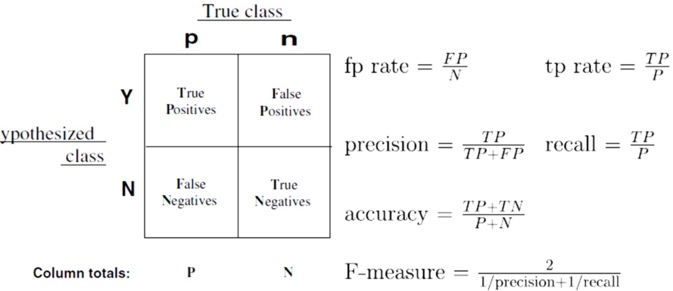 True class
p n
fp rate = FP/N tp rate = TP/P
Y True Positives False Positives
ypothesized class
precision = TP/TP+FP recall = TP/P
N False Negatives True Negatives
accuracy = TP+TN/P+N
Column totals: P N F-measure = 2/1/precision+1/recall